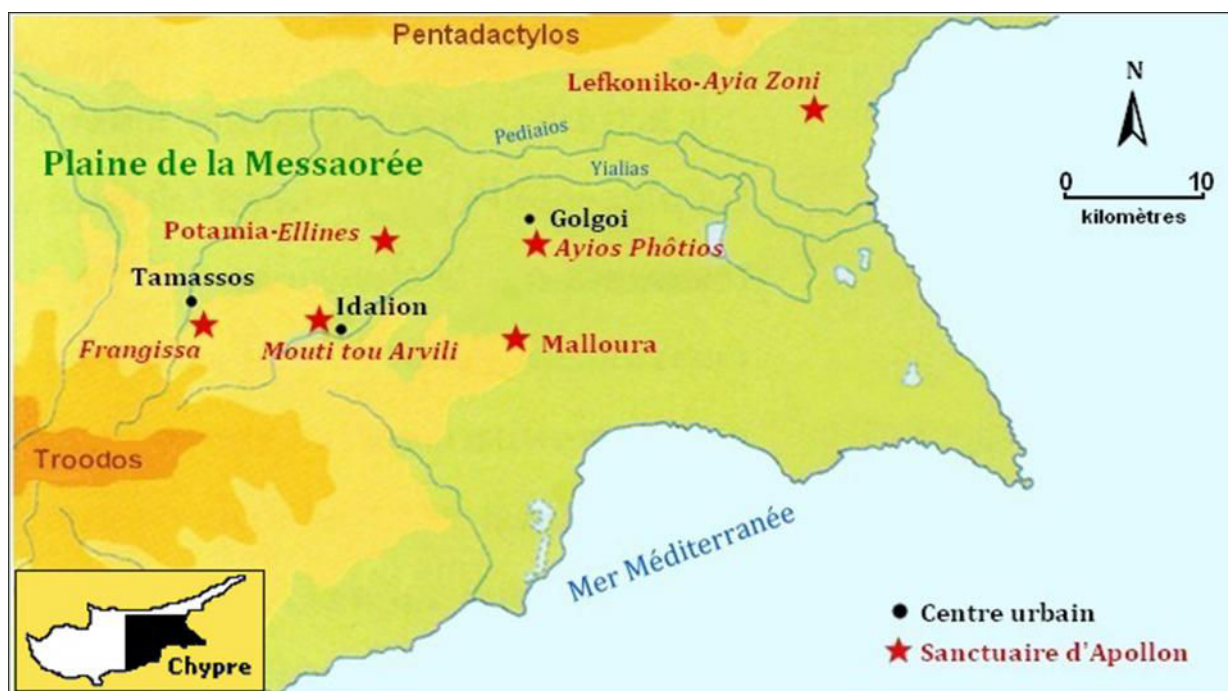 Pentadactylos
Lefkoniko-Ayia Zoni
N
Pediaios
Plaine de la Messaorée
Yialias
0 10
kilomètres
Golgoi
Potamia-Ellines
Ayios Phôtios
Tamassos
Idalion
Frangissa
Mouti tou Arvili
Malloura
Troodos
Mer Méditerranée
Chypre
Centre urbain
Sanctuaire d'Apollon